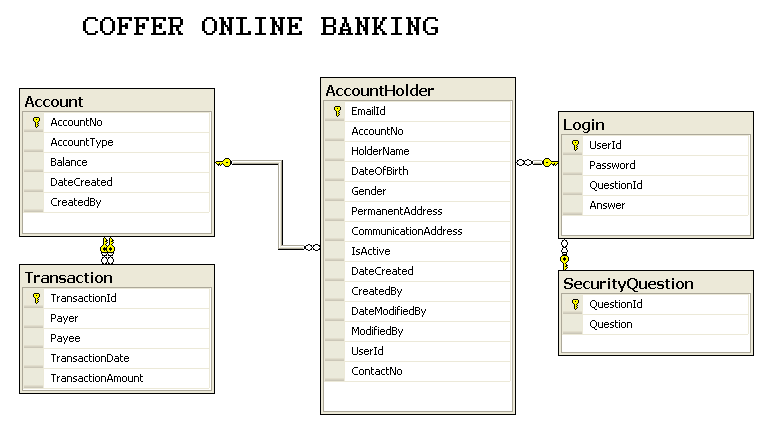 COFFER ONLINE BANKING
Account
AccountNo
AccountType
Balance
DateCreated
CreatedBy
Transaction
TransactionId
Payer
Payee
TransactionDate
TransactionAmount
AccountHolder
EmailId
AccountNo
HolderName
DateOfBirth
Gender
PermanentAddress
CommunicationAddress
IsActive
DateCreated
CreatedBy
DateModifiedBy
ModifiedBy
UserId
ContactNo
Login
UserId
Password
QuestionId
Answer
SecurityQuestion
QuestionId
Question